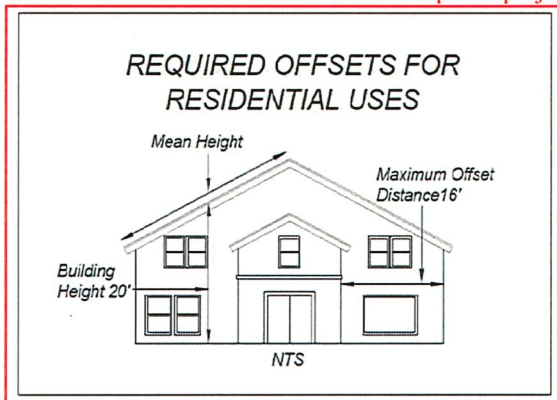 REQUIRED OFFSETS FOR
RESIDENTIAL USES
Mean Height
Maximum Offset
Distance16'
Building
Height 20'
NTS